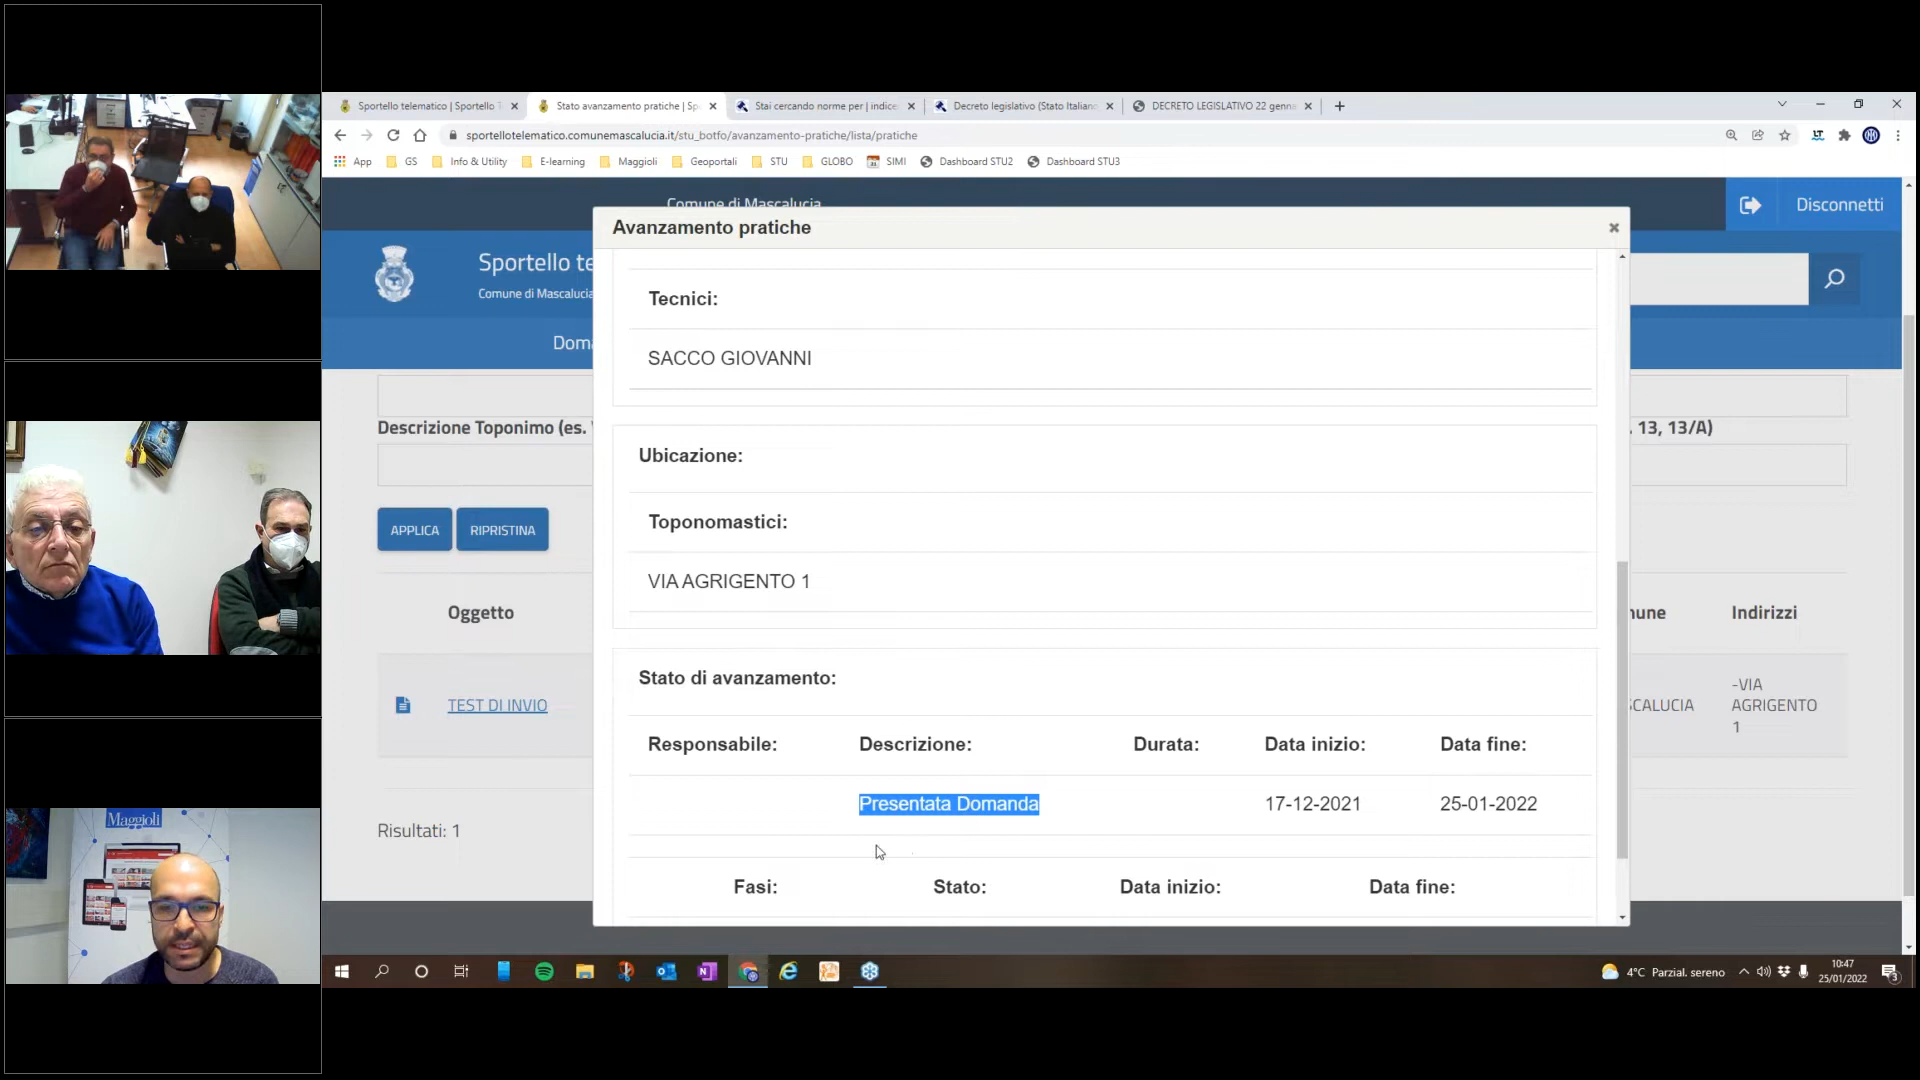 Sportello telematico | Sportello T
Stato avanzamento pratiche | Sp
Stai cercando norme per | indice
Decreto legislativo (Stato Italiano
DECRETO LEGISLATIVO 22 genna
sportellotelematico.comunemascalucia.it/stu_botfo/avanzamento-pratiche/lista/pratiche
App
GS
Info & Utility
E-learning
Maggioli
Geoportali
STU
GLOBO
SIMI
Dashboard STU2
Dashboard STU3
Comune di Mascalucia
Disconnetti
Avanzamento pratiche
Sportello te
Comune di Mascalucia
Doma
Tecnici:
SACCO GIOVANNI
Descrizione Toponimo (es. V
. 13, 13/A)
Ubicazione:
Toponomastici:
VIA AGRIGENTO 1
APPLICA
RIPRISTINA
Oggetto
mune
Indirizzi
TEST DI INVIO
SCALUCIA
-VIA
AGRIGENTO
1
Stato di avanzamento:
Responsabile:
Descrizione:
Durata:
Data inizio:
Data fine:
Presentata Domanda
17-12-2021
25-01-2022
Risultati: 1
Fasi:
Stato:
Data inizio:
Data fine:
Maggioli
4°C Parzial. sereno
10:47
25/01/2022
3